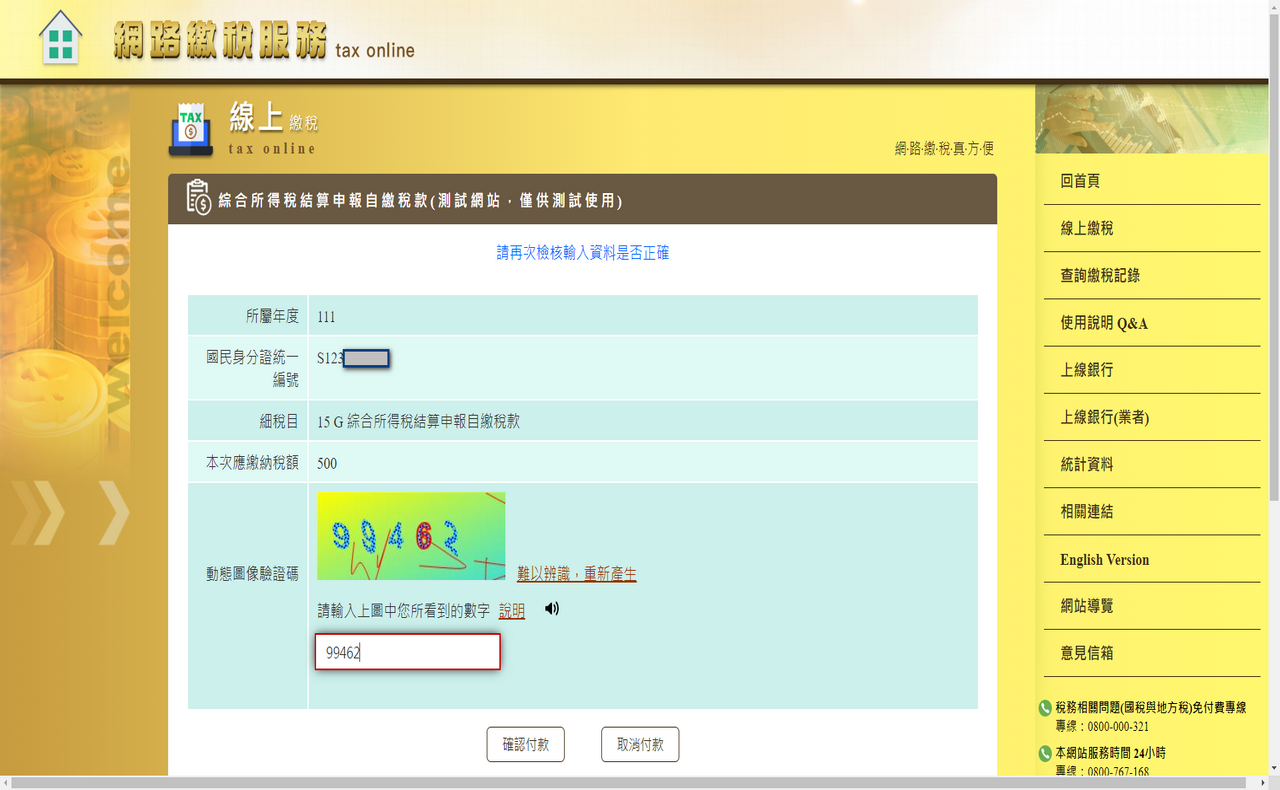 網路繳稅服務 tax online
TAX
線上 繳稅
tax online
網‧路‧繳‧稅‧真‧方‧便
welcome
綜合所得稅結算申報自繳稅款(測試網站，僅供測試使用)
請再次檢核輸入資料是否正確
所屬年度 111
國民身分證統一編號 S123
細稅目 15 G 綜合所得稅結算申報自繳稅款
本次應繳納稅額 500
動態圖像驗證碼
99462
難以辨識，重新產生
請輸入上圖中您所看到的數字 說明
99462
確認付款 取消付款
回首頁
線上繳稅
查詢繳稅記錄
使用說明 Q&A
上線銀行
上線銀行(業者)
統計資料
相關連結
English Version
網站導覽
意見信箱
稅務相關問題(國稅與地方稅)免付費專線
專線：0800-000-321
本網站服務時間 24小時
專線：0800-767-168